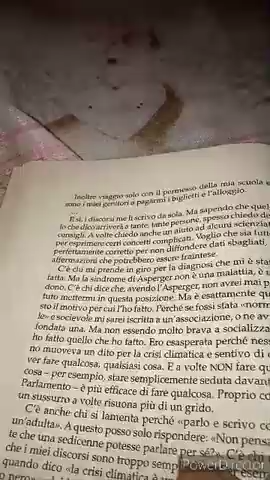 Inoltre viaggio solo con il permesso della mia scuola e
sono i miei genitori a pagarmi i biglietti e l'alloggio.
...
E sì, i discorsi me li scrivo da sola. Ma sapendo che quel
lo che dico arriverà a tante, tante persone, spesso chiedo de
consigli. A volte chiedo anche un aiuto ad alcuni scienziat
per esprimere certi concetti complicati. Voglio che sia tutt
perfettamente corretto per non diffondere dati sbagliati
affermazioni che potrebbero essere fraintese.
C'è chi mi prende in giro per la diagnosi che mi è sta
fatta. Ma la sindrome di Asperger non è una malattia, è u
dono. C'è chi dice che, avendo l'Asperger, non avrei mai p
tuto mettermi in questa posizione. Ma è esattamente qu
sto il motivo per cui l'ho fatto. Perché se fossi stata «norm
le» e socievole mi sarei iscritta a un'associazione, o ne av
fondata una. Ma non essendo molto brava a socializza
ho fatto quello che ho fatto. Ero esasperata perché ness
no muoveva un dito per la crisi climatica e sentivo di
ver fare qualcosa, qualsiasi cosa. E a volte NON fare qu
cosa – per esempio, stare semplicemente seduta davant
Parlamento – è più efficace di fare qualcosa. Proprio co
un sussurro a volte risuona più di un grido.
C'è anche chi si lamenta perché «parlo e scrivo co
un'adulta». A questo posso solo rispondere: «Non pensa
te che una sedicenne potesse parlare per sé?». C'è chi
che i miei discorsi sono troppo sempl
quando dico «la crisi climatica è
PowerDirector